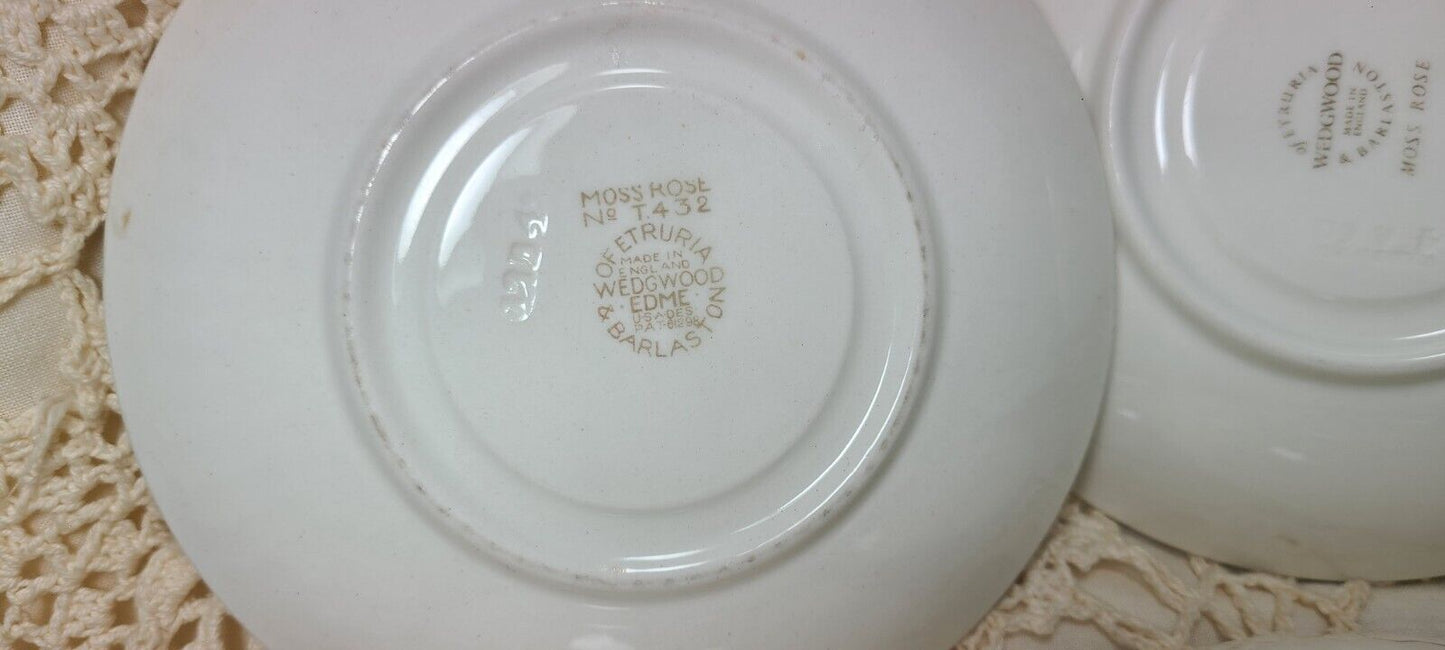 MOSS ROSE
Nº T.432
OF ETRURIA
MADE IN
ENGLAND
WEDGWOOD
EDME
& BARLASTON
of ETRURIA
WEDGWOOD
MADE IN
ENGLAND
& BARLASTON
MOSS ROSE